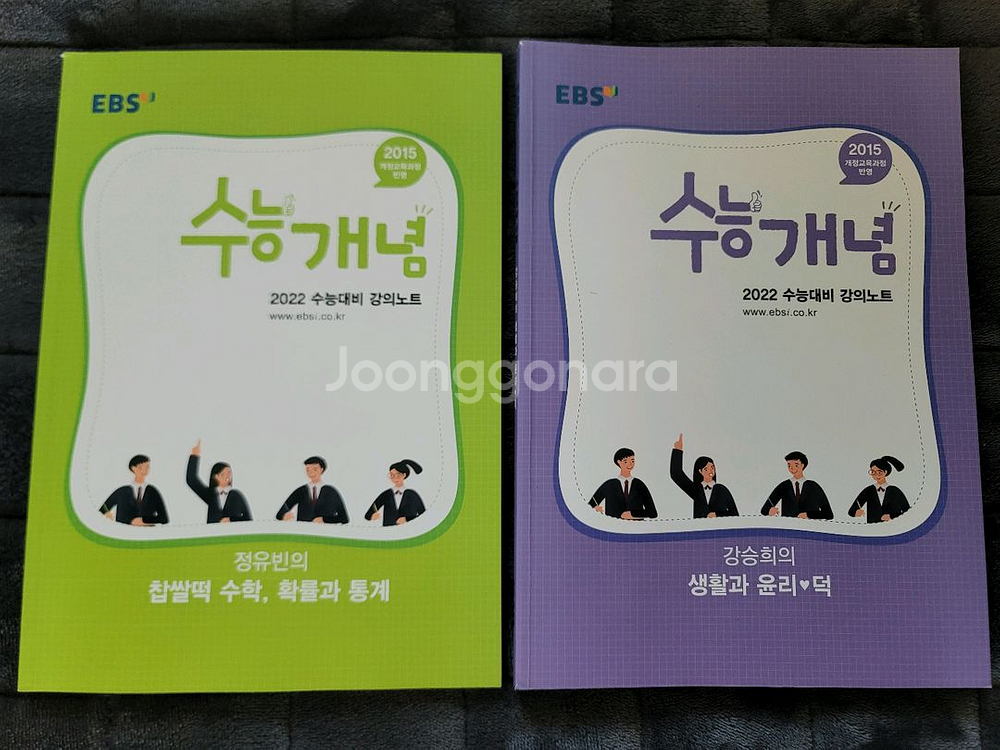 EBS
2015
개정교육과정
반영
수능개념
2022 수능대비 강의노트
www.ebsi.co.kr
정유빈의
찹쌀떡 수학, 확률과 통계
EBS
2015
개정교육과정
반영
수능개념
2022 수능대비 강의노트
www.ebsi.co.kr
강승희의
생활과 윤리♥덕
Joonggonara